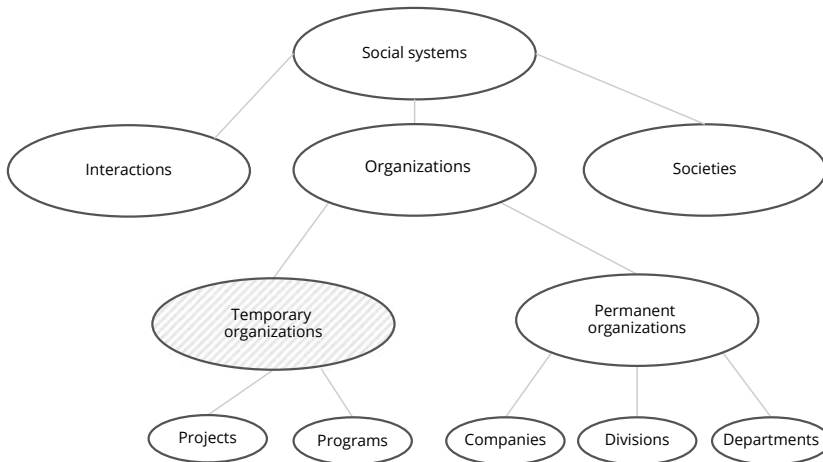 Social systems
Interactions
Organizations
Societies
Temporary
organizations
Permanent
organizations
Projects
Programs
Companies
Divisions
Departments